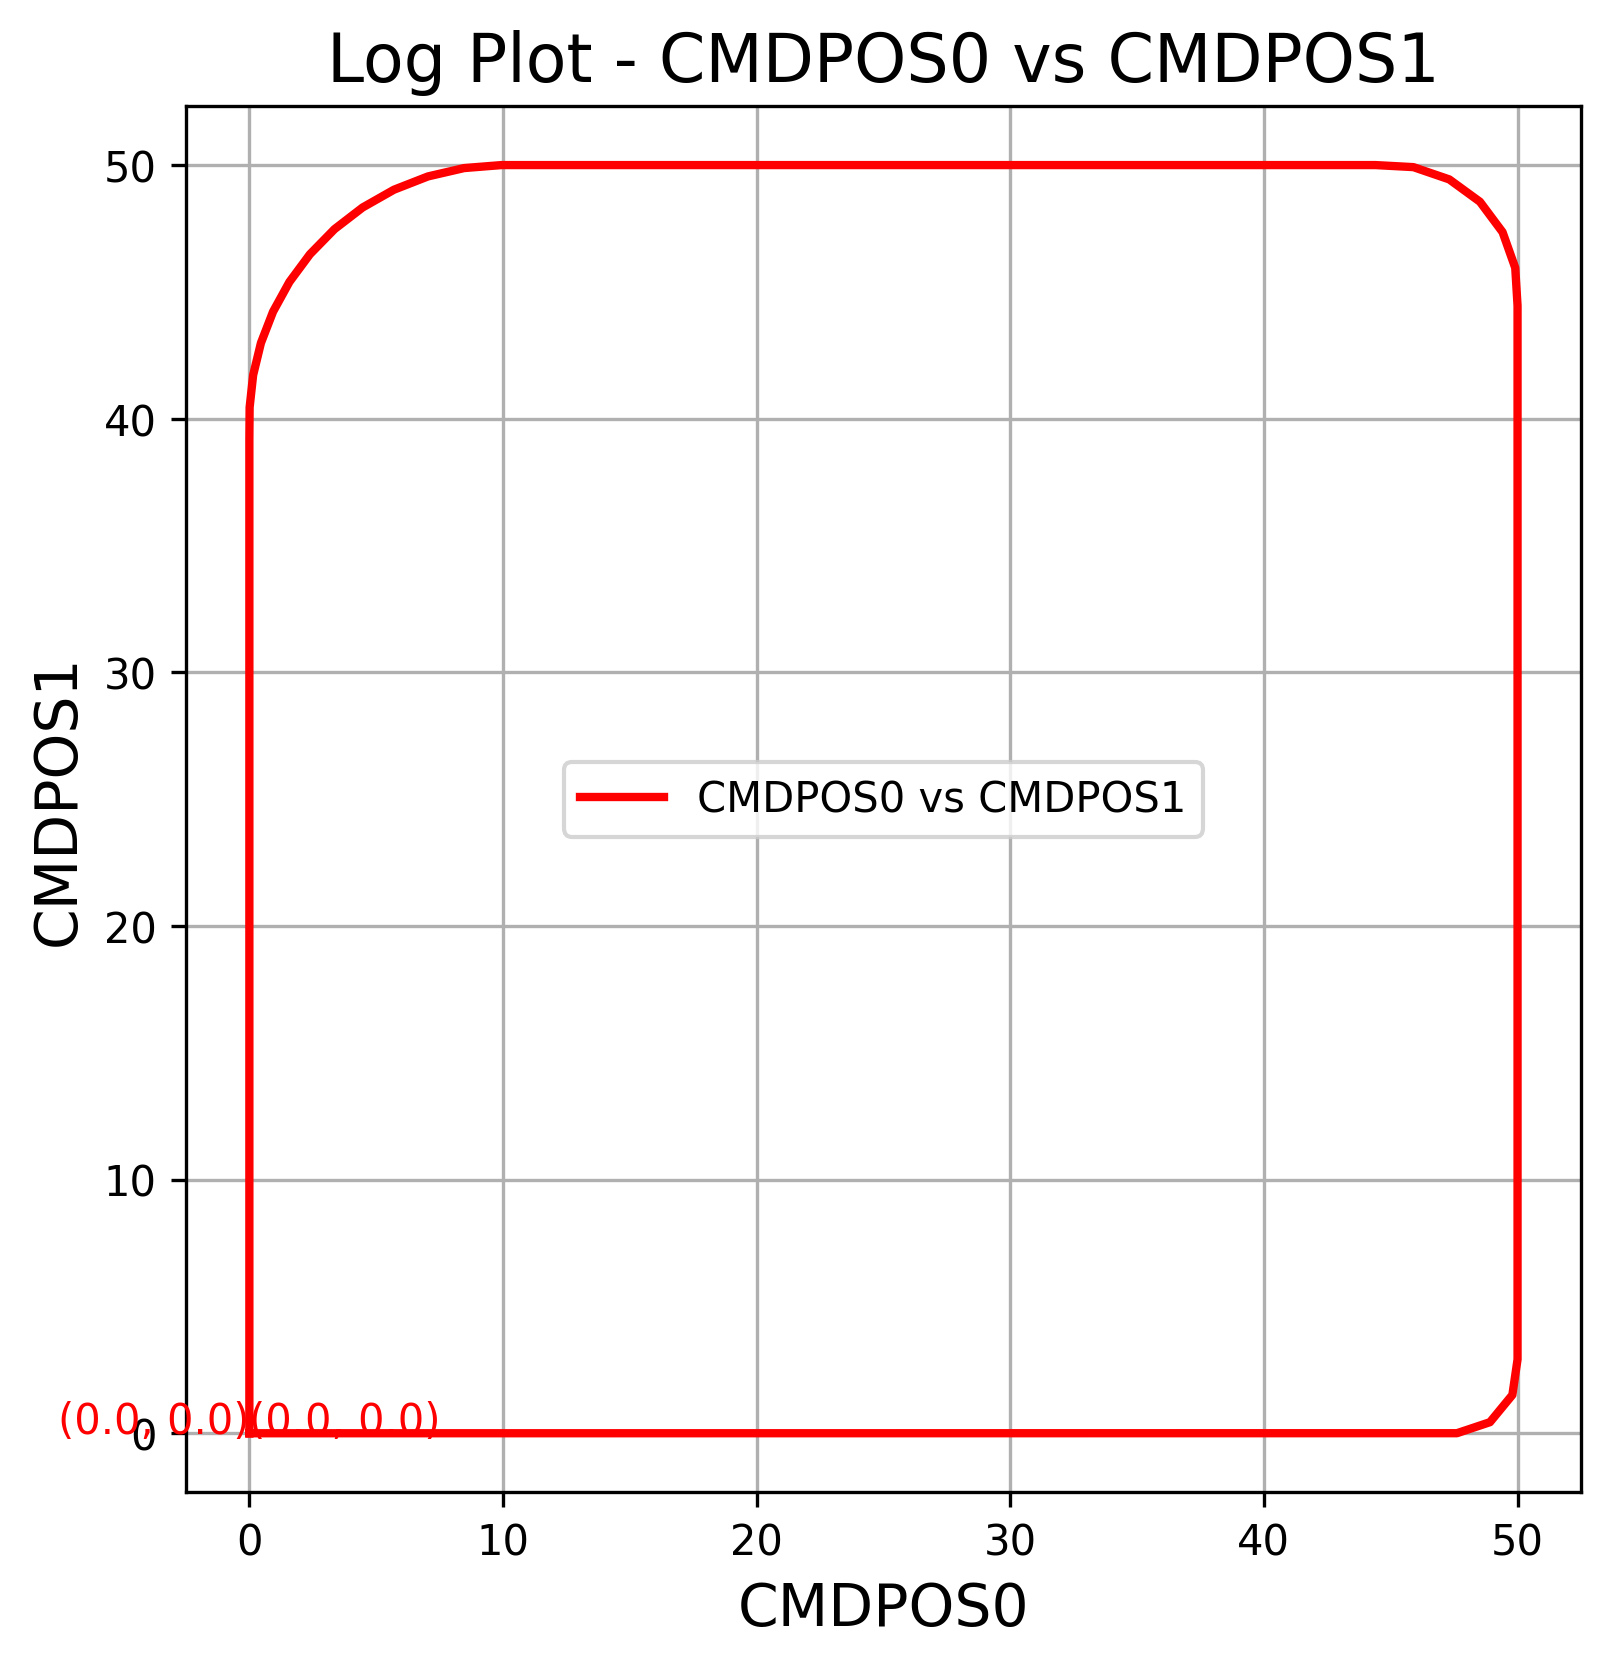 Log Plot - CMDPOS0 vs CMDPOS1
50
40
30
20
10
0
CMDPOS1
CMDPOS0 vs CMDPOS1
(0.0, 0.0)
(0.0, 0.0)
0 10 20 30 40 50
CMDPOS0